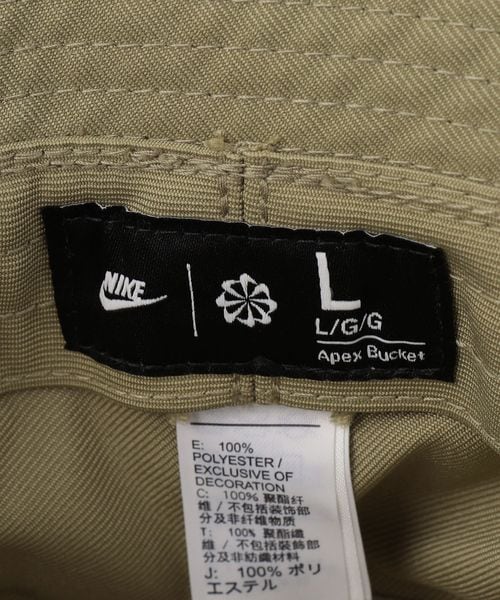 NIKE
L
L/G/G
Apex Bucket
E: 100%
POLYESTER /
EXCLUSIVE OF
DECORATION
C: 100% 聚酯纤
维 / 不包括装饰部
分及非纤维物质
T: 100% 聚酯纖
維 / 不包括裝飾部
分及非紡織材料
J: 100% ポリ
エステル